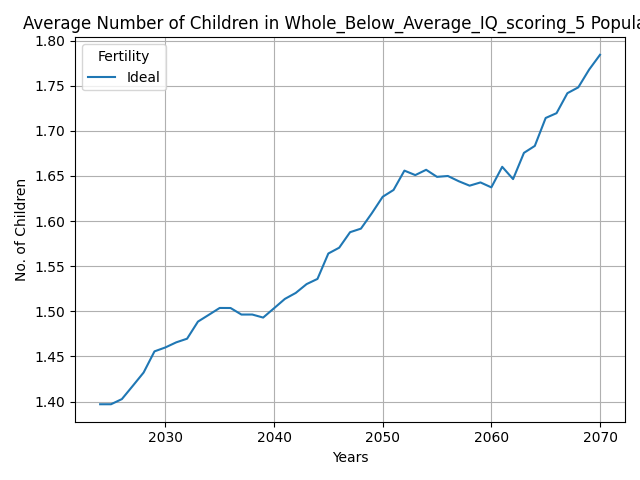 Average Number of Children in Whole_Below_Average_IQ_scoring_5 Popula
1.80
1.75
1.70
1.65
1.60
1.55
1.50
1.45
1.40
No. of Children
Fertility
Ideal
2030 2040 2050 2060 2070
Years